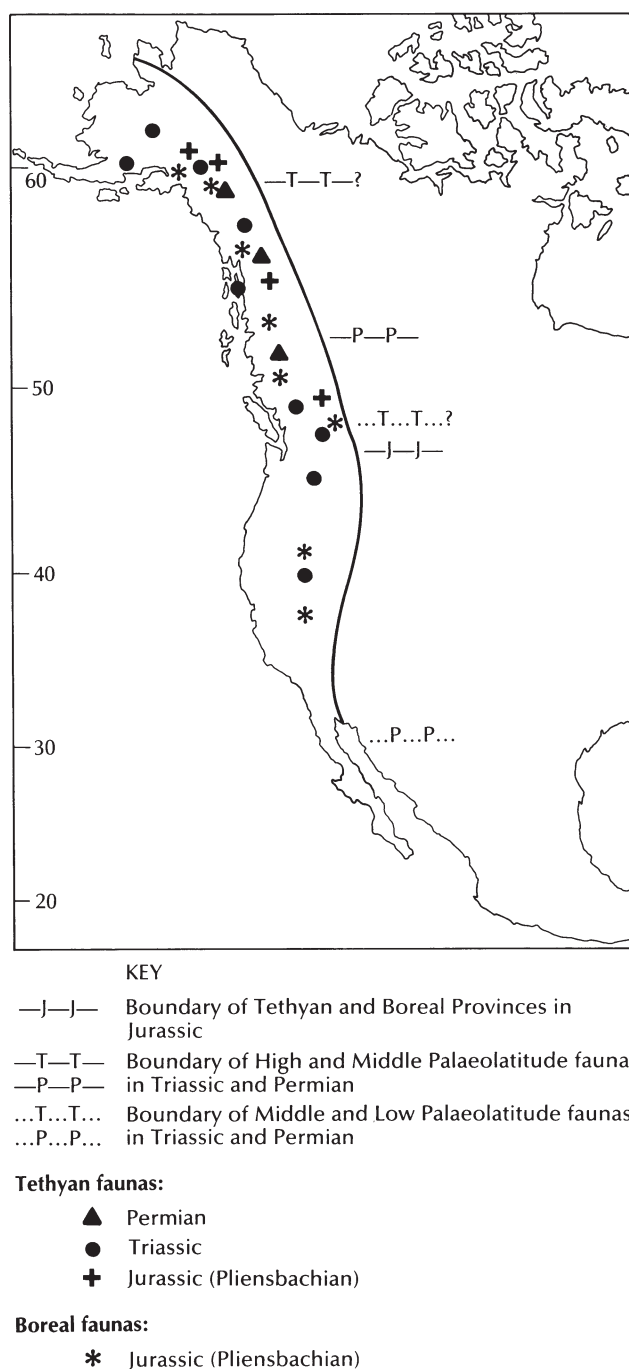 60
—T—T—?
—P—P—
50
...T...T...?
—J—J—
40
...P...P...
30
20
KEY
—J—J— Boundary of Tethyan and Boreal Provinces in
Jurassic
—T—T— Boundary of High and Middle Palaeolatitude fauna
—P—P— in Triassic and Permian
...T...T... Boundary of Middle and Low Palaeolatitude faunas
...P...P... in Triassic and Permian
Tethyan faunas:
▲ Permian
● Triassic
+ Jurassic (Pliensbachian)
Boreal faunas:
* Jurassic (Pliensbachian)